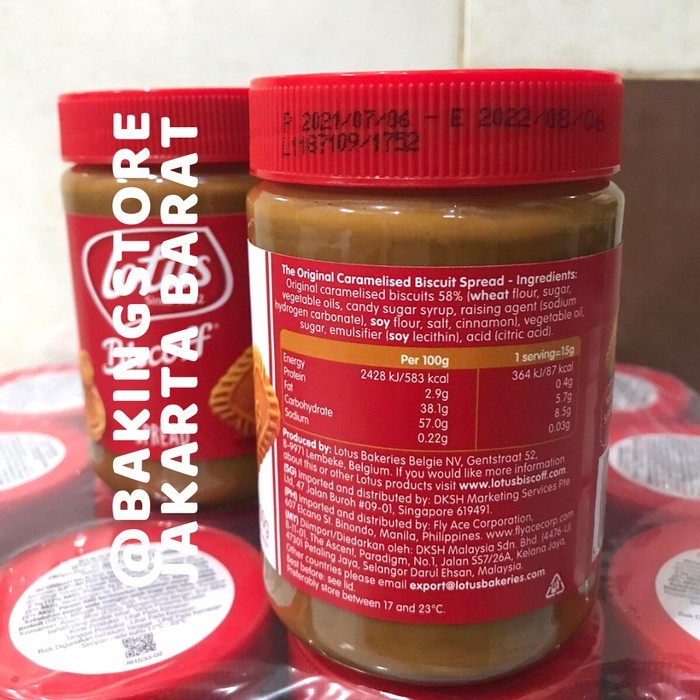 P 2021/07/06 - E 2022/08/06
L1187109/1752
@BAKINGSTORE
JAKARTA BARAT
Lotus
Biscoff
SPREAD
The Original Caramelised Biscuit Spread - Ingredients:
Original caramelised biscuits 58% (wheat flour, sugar,
vegetable oils, candy sugar syrup, raising agent (sodium
hydrogen carbonate), soy flour, salt, cinnamon), vegetable oil,
sugar, emulsifier (soy lecithin), acid (citric acid).
Per 100g 1 serving=15g
Energy 2428 kJ/583 kcal 364 kJ/87 kcal
Protein 2.9g 0.4g
Fat 38.1g 5.7g
Carbohydrate 57.0g 8.5g
Sodium 0.22g 0.03g
Produced by: Lotus Bakeries Belgie NV, Gentstraat 52,
B-9971 Lembeke, Belgium. If you would like more information
about this or other Lotus products visit www.lotusbiscoff.com
(SG) Imported and distributed by: DKSH Marketing Services Pte
Ltd, 47 Jalan Buroh #09-01, Singapore 619491.
(PH) Imported and distributed by: Fly Ace Corporation,
607 Elcano St. Binondo, Manila, Philippines. www.flyacecorp.com
(MY) Diimport/Diedarkan oleh: DKSH Malaysia Sdn. Bhd. (4476-U)
B-11-01, The Ascent, Paradigm, No.1, Jalan SS7/26A, Kelana Jaya,
47301 Petaling Jaya, Selangor Darul Ehsan, Malaysia.
Other countries please email export@lotusbakeries.com
Best before: see lid.
Preferably store between 17 and 23°C.